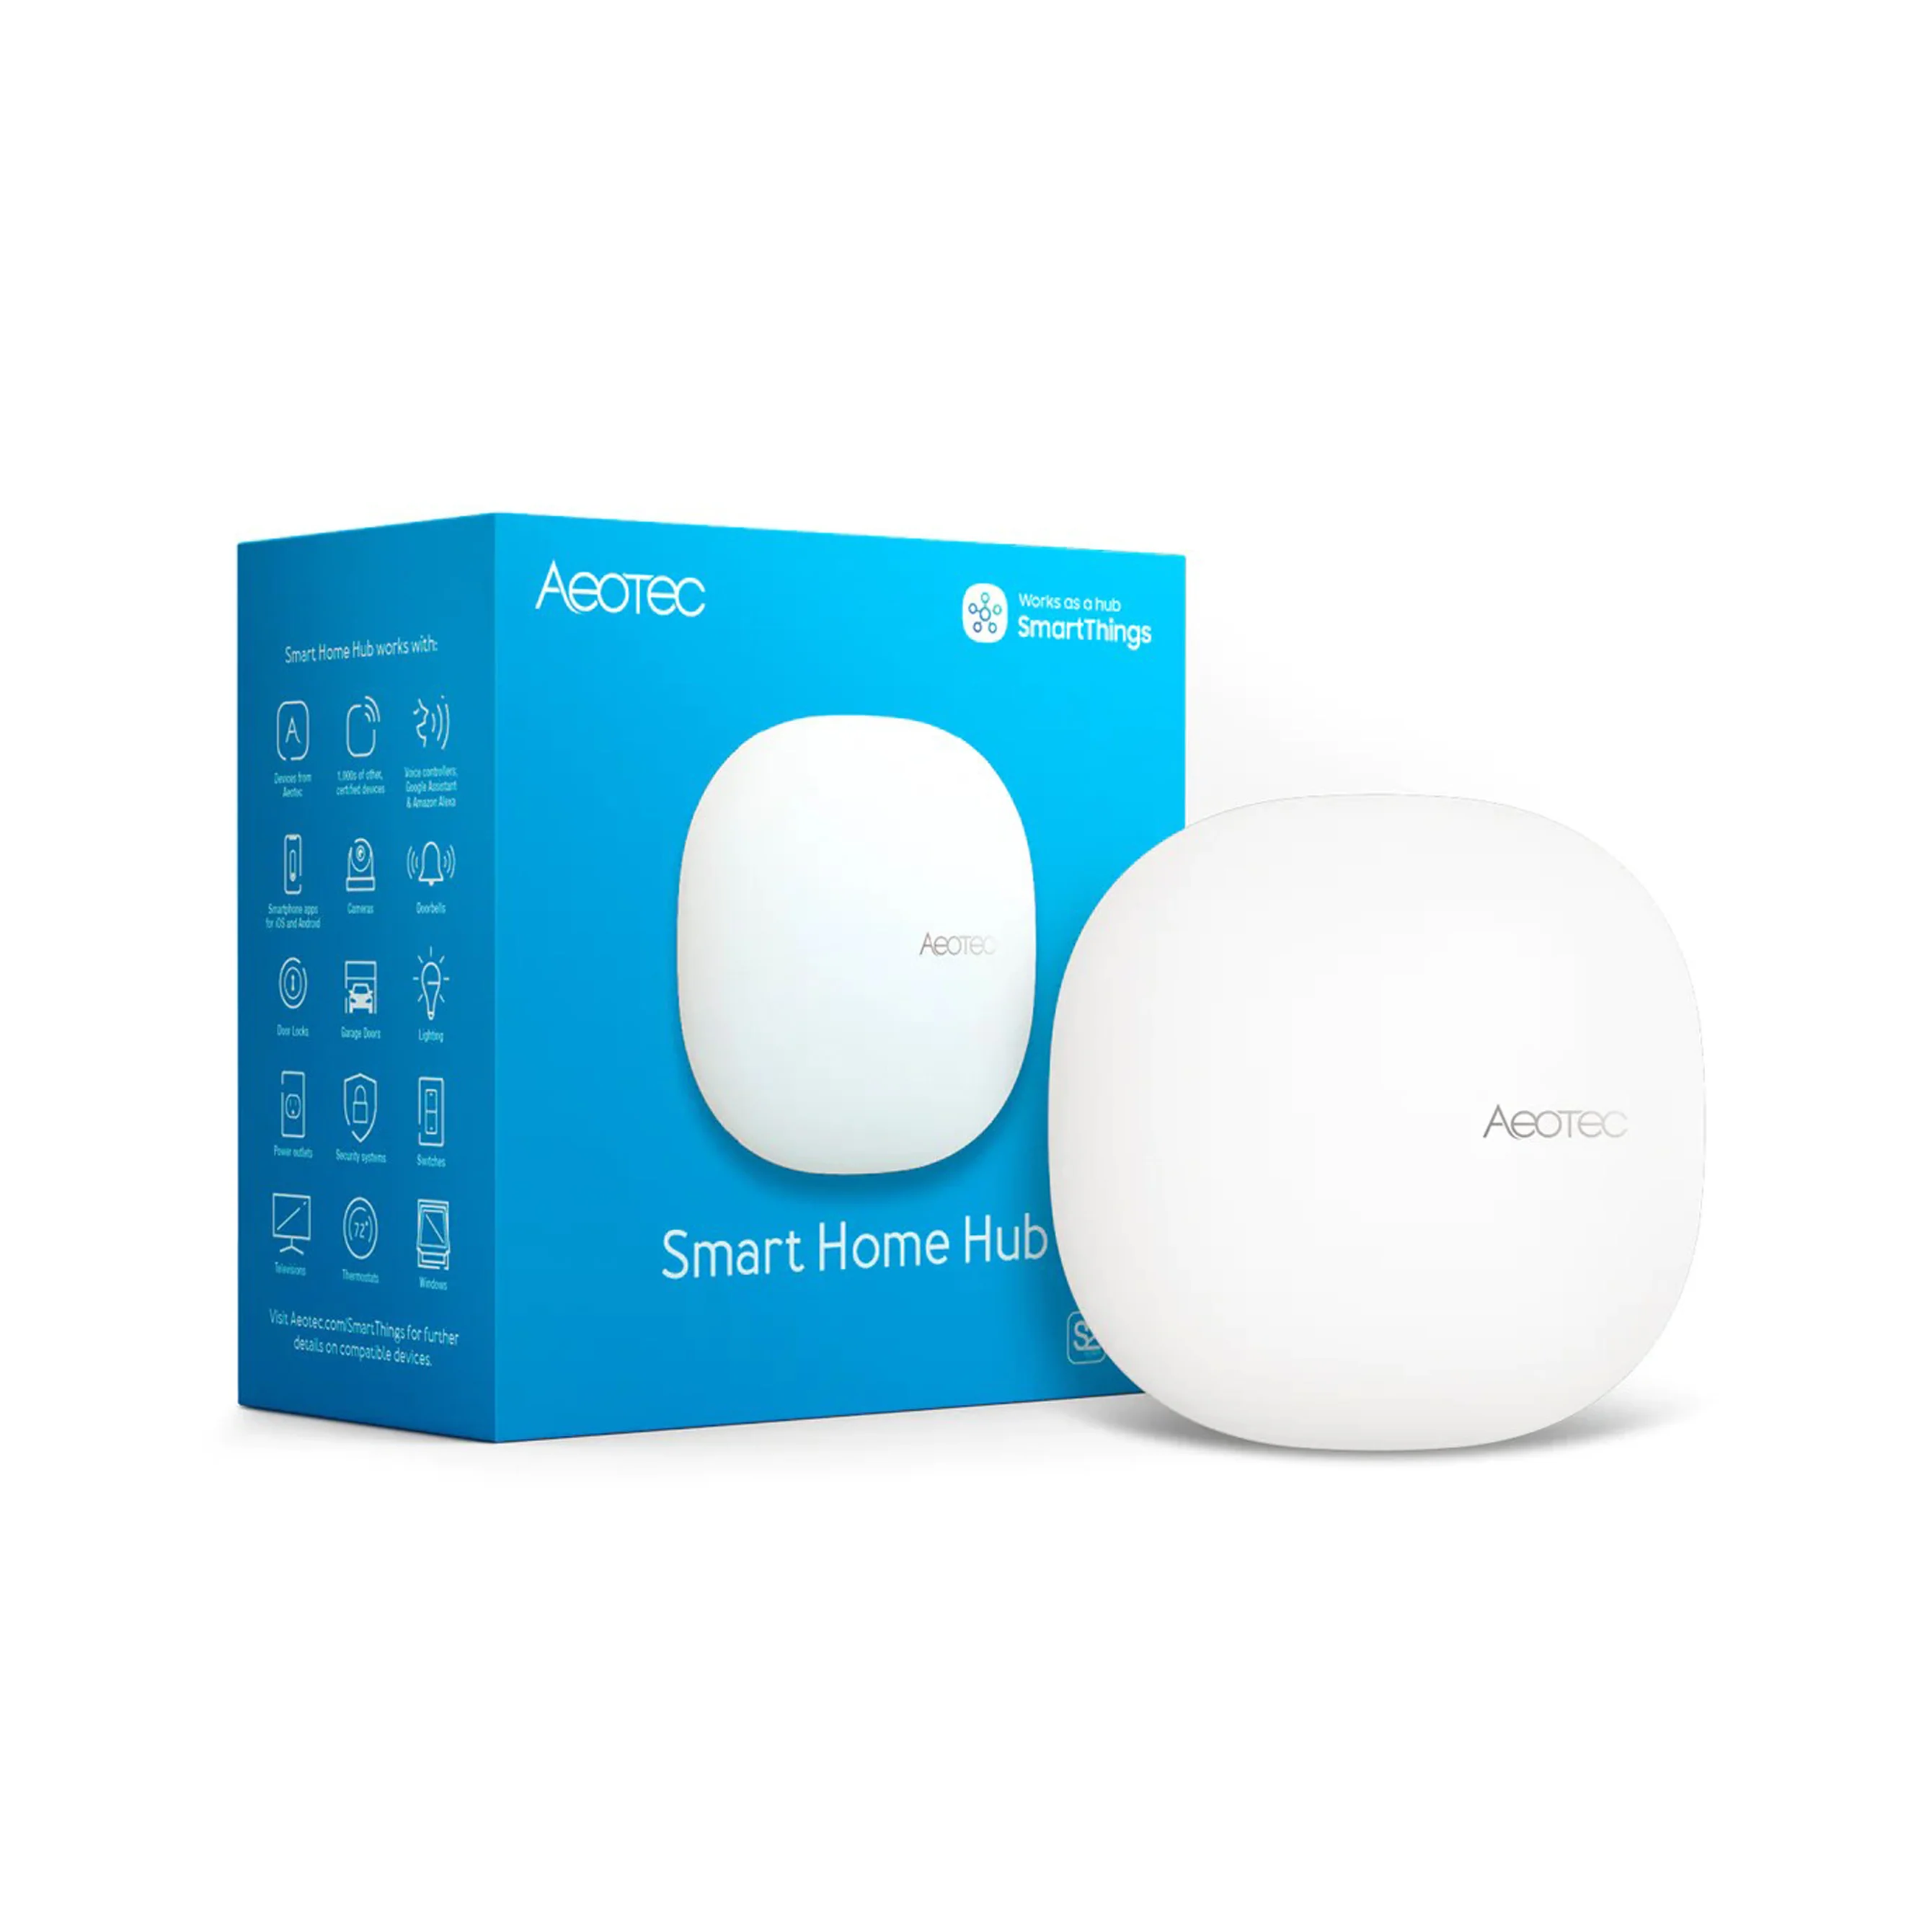 AEOTEC
Works as a hub
SmartThings
Smart Home Hub works with:
A
Devices from
Aeotec
1,000s of other,
certified devices
Voice controllers;
Google Assistant
& Amazon Alexa
Smartphone apps
for iOS and Android
Cameras
Doorbells
Door Locks
Garage Doors
Lighting
Power outlets
Security systems
Switches
Televisions
72°
Thermostats
Windows
Visit Aeotec.com/SmartThings for further
details on compatible devices.
AEOTEC
Smart Home Hub
S2
AEOTEC